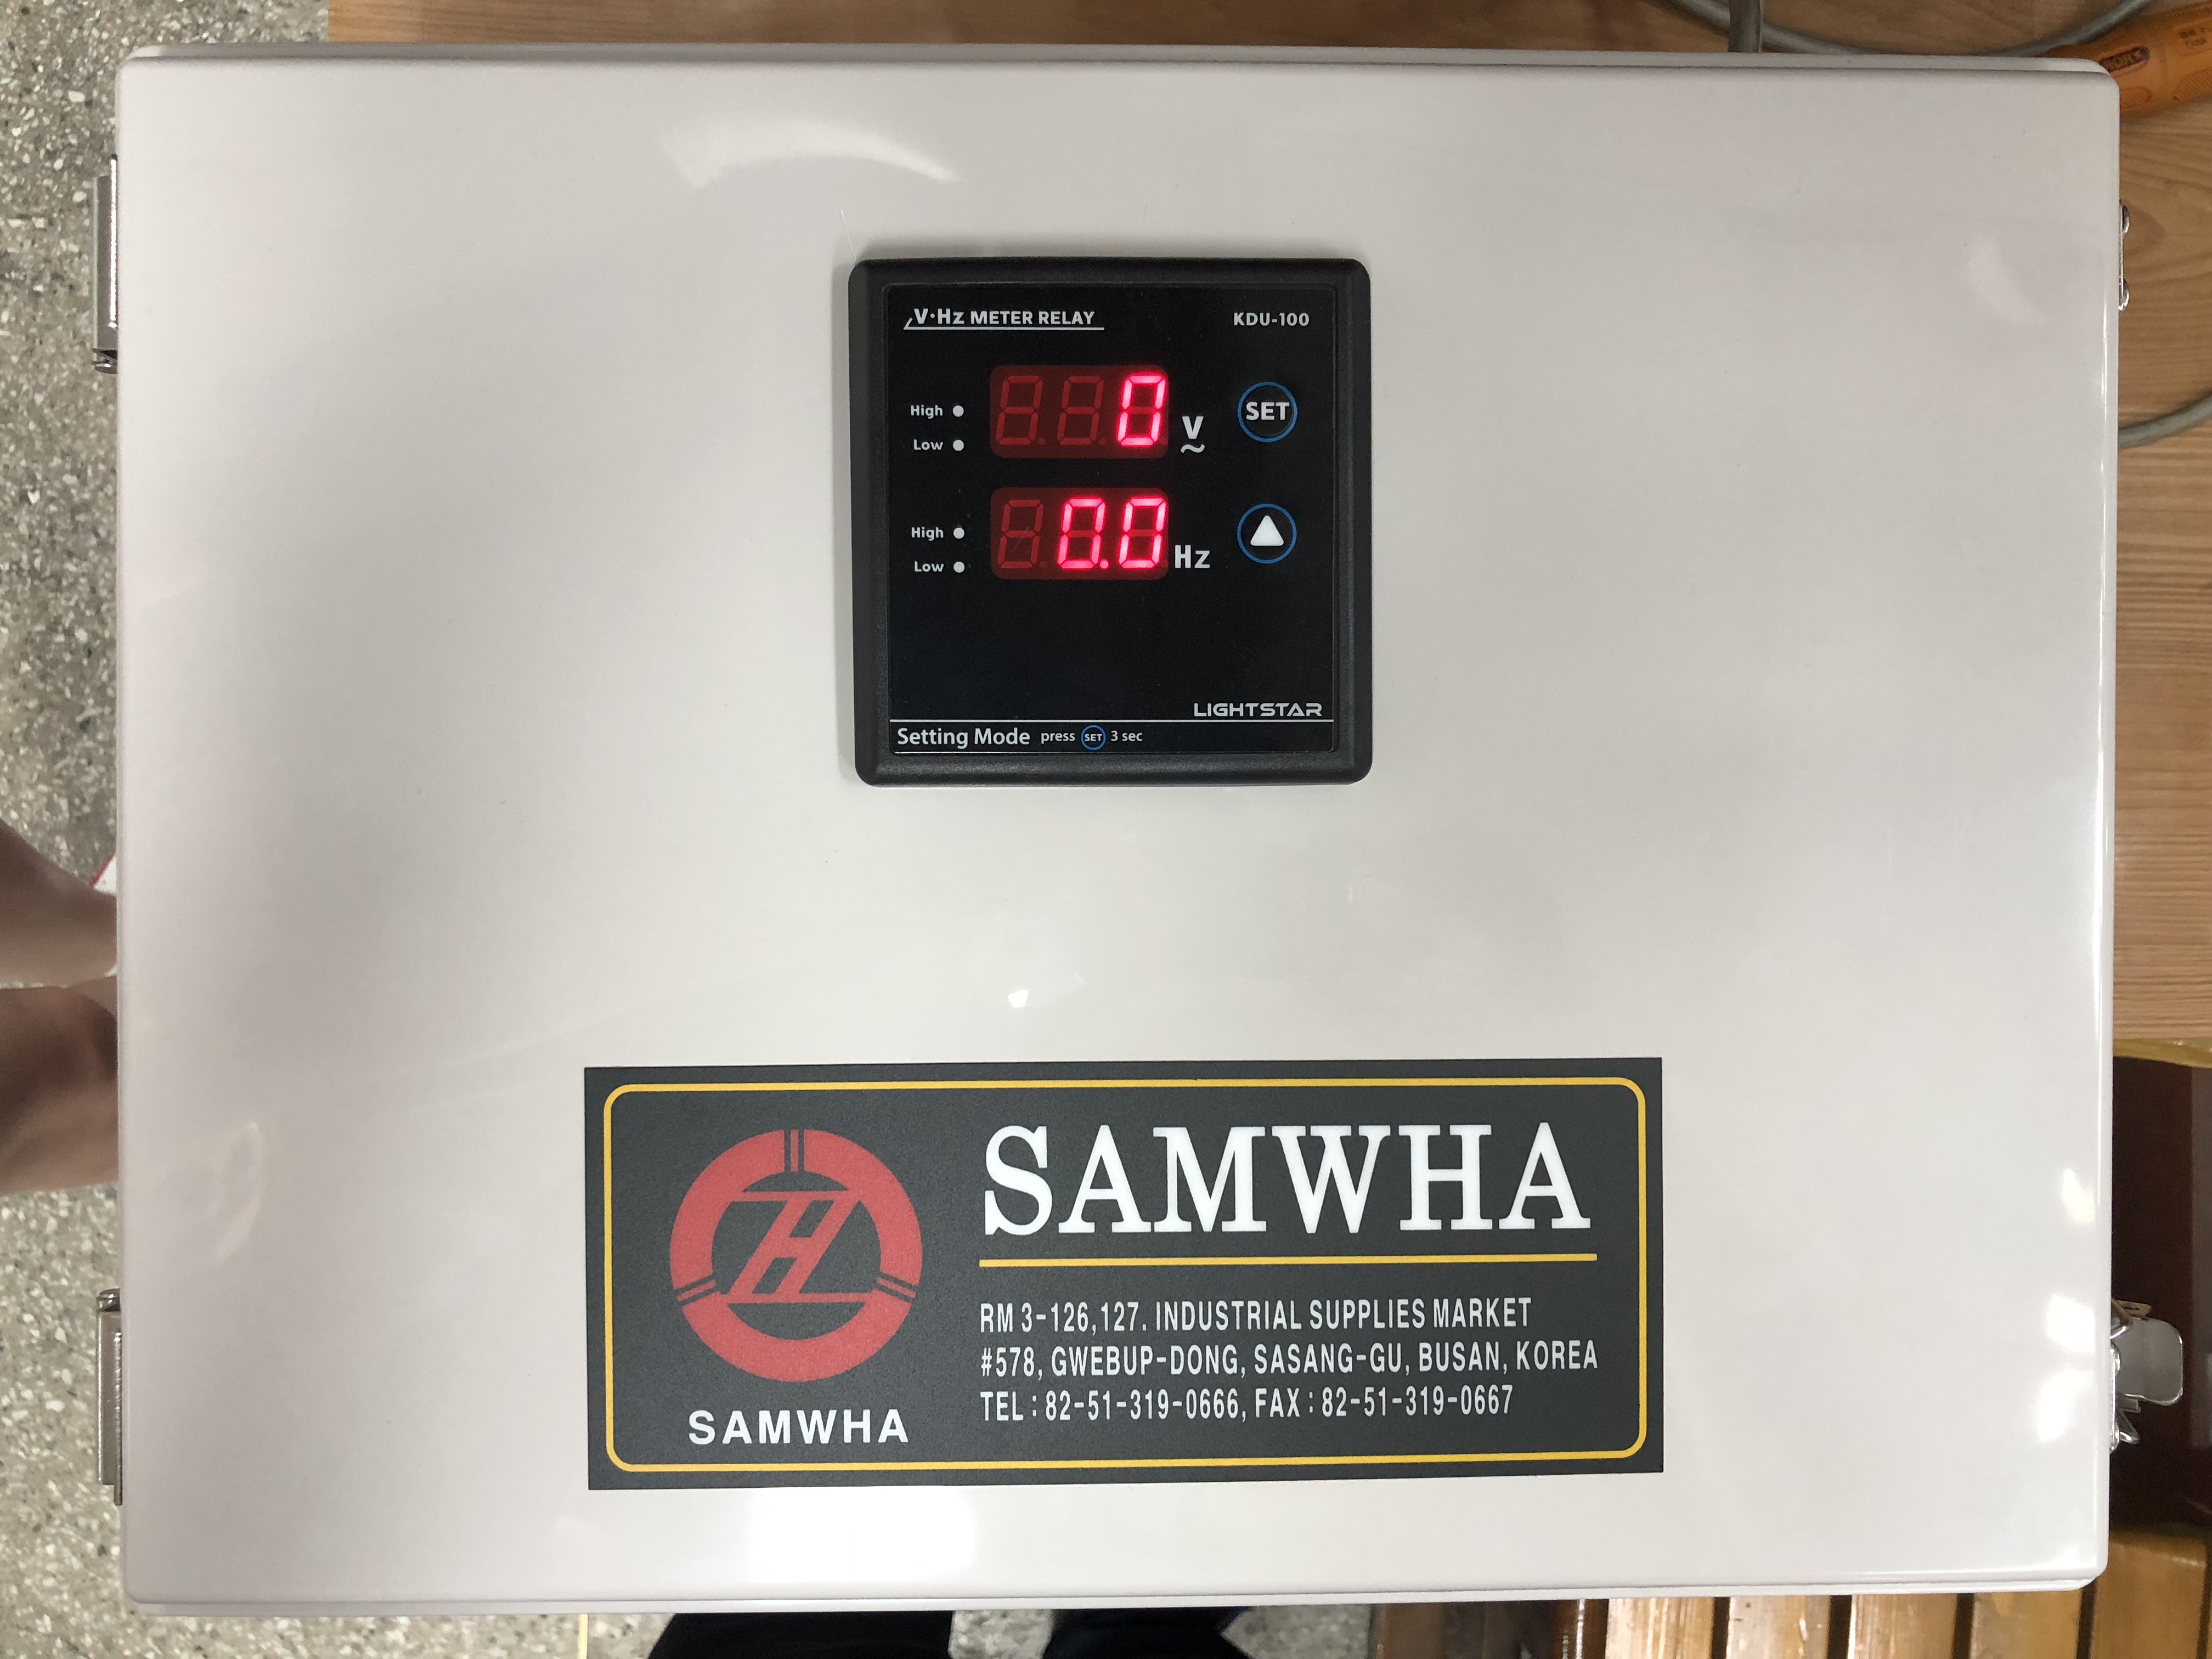 V·Hz METER RELAY
KDU-100
High
Low
0
V
~
SET
High
Low
0.0
Hz
LIGHTSTAR
Setting Mode press SET 3 sec
SAMWHA
SAMWHA
RM 3-126,127. INDUSTRIAL SUPPLIES MARKET
#578, GWEBUP-DONG, SASANG-GU, BUSAN, KOREA
TEL : 82-51-319-0666, FAX : 82-51-319-0667